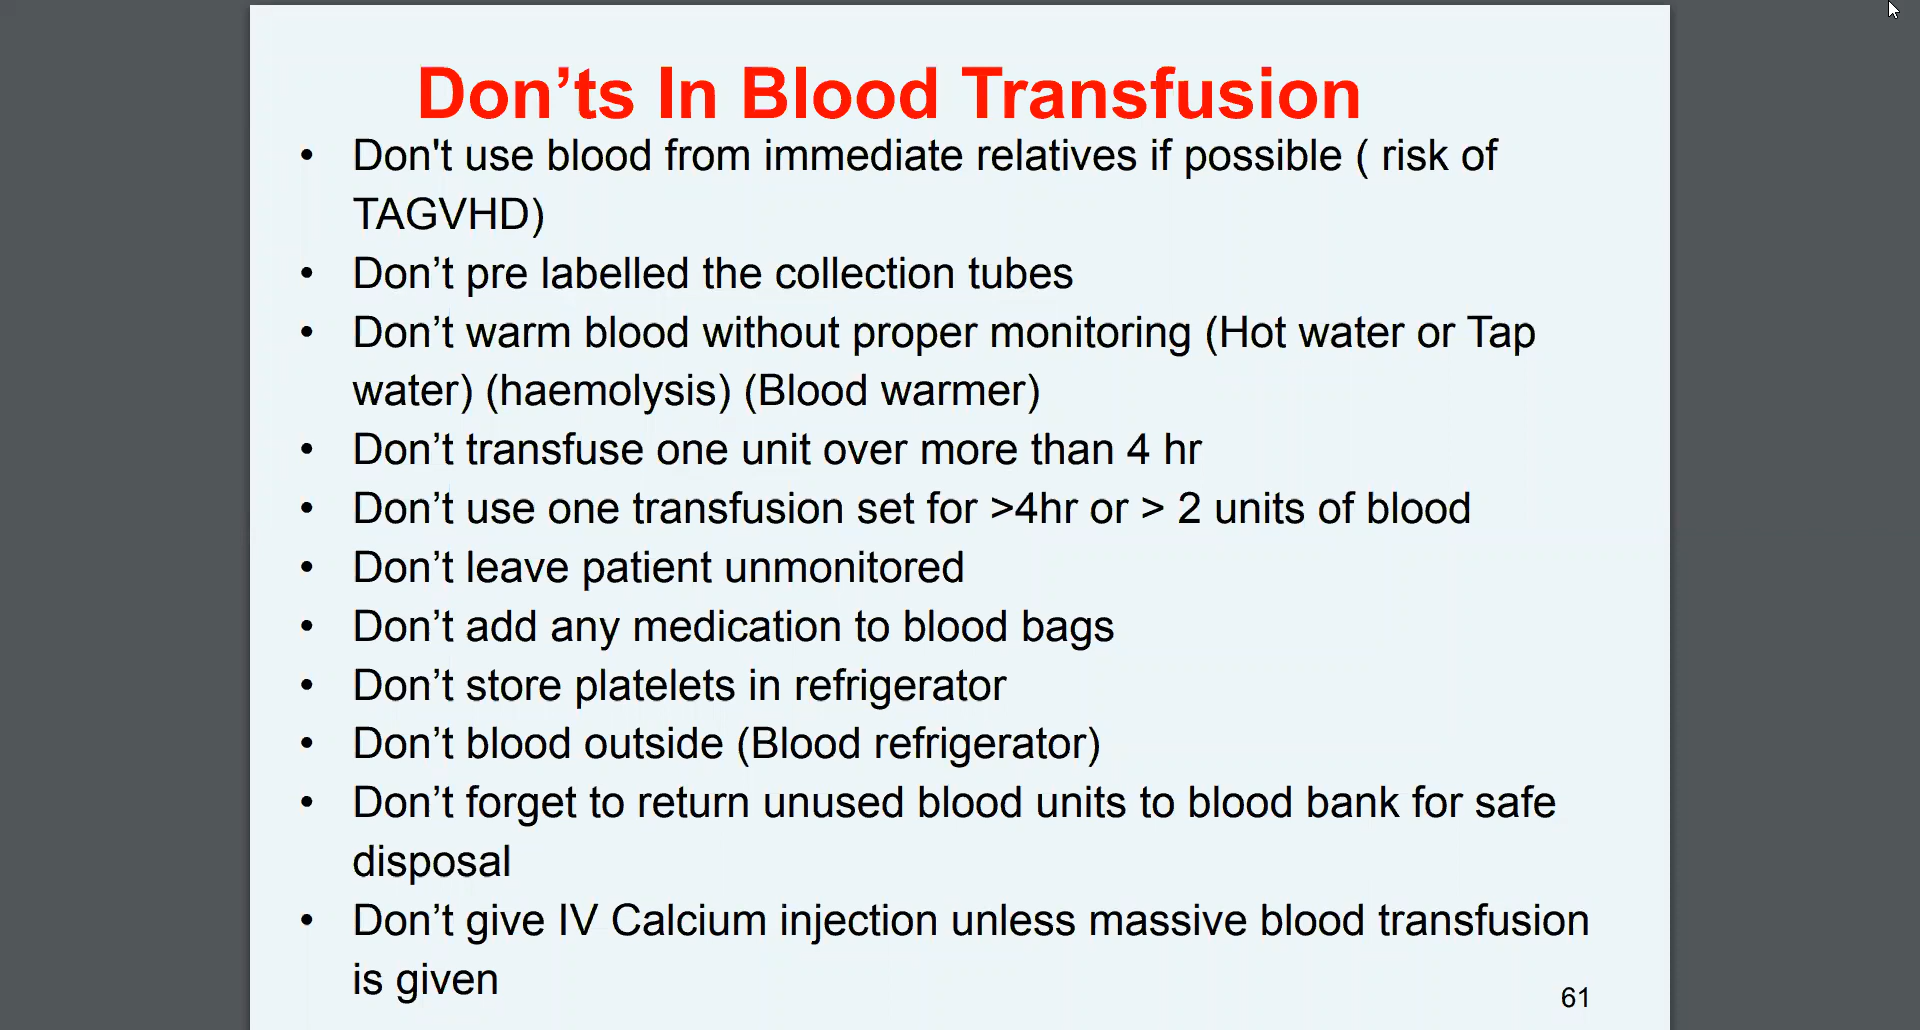 Don’ts In Blood Transfusion
• Don't use blood from immediate relatives if possible ( risk of
TAGVHD)
• Don’t pre labelled the collection tubes
• Don’t warm blood without proper monitoring (Hot water or Tap
water) (haemolysis) (Blood warmer)
• Don’t transfuse one unit over more than 4 hr
• Don’t use one transfusion set for >4hr or > 2 units of blood
• Don’t leave patient unmonitored
• Don’t add any medication to blood bags
• Don’t store platelets in refrigerator
• Don’t blood outside (Blood refrigerator)
• Don’t forget to return unused blood units to blood bank for safe
disposal
• Don’t give IV Calcium injection unless massive blood transfusion
is given
61